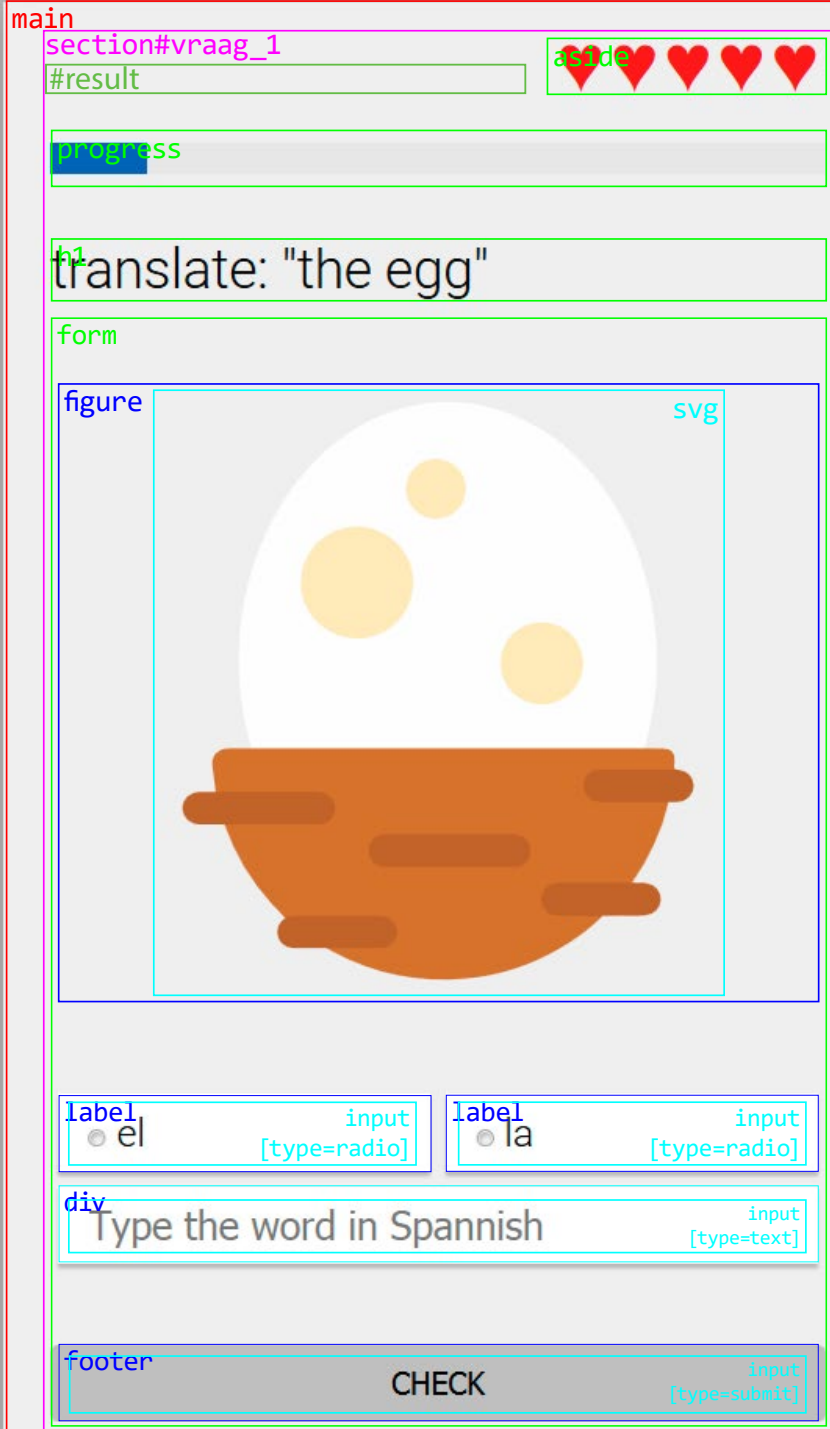 main
section#vraag_1
#result
aside
progress
h1
translate: "the egg"
form
figure
svg
label
input
[type=radio]
el
label
input
[type=radio]
la
div
input
[type=text]
Type the word in Spannish
footer
input
[type=submit]
CHECK